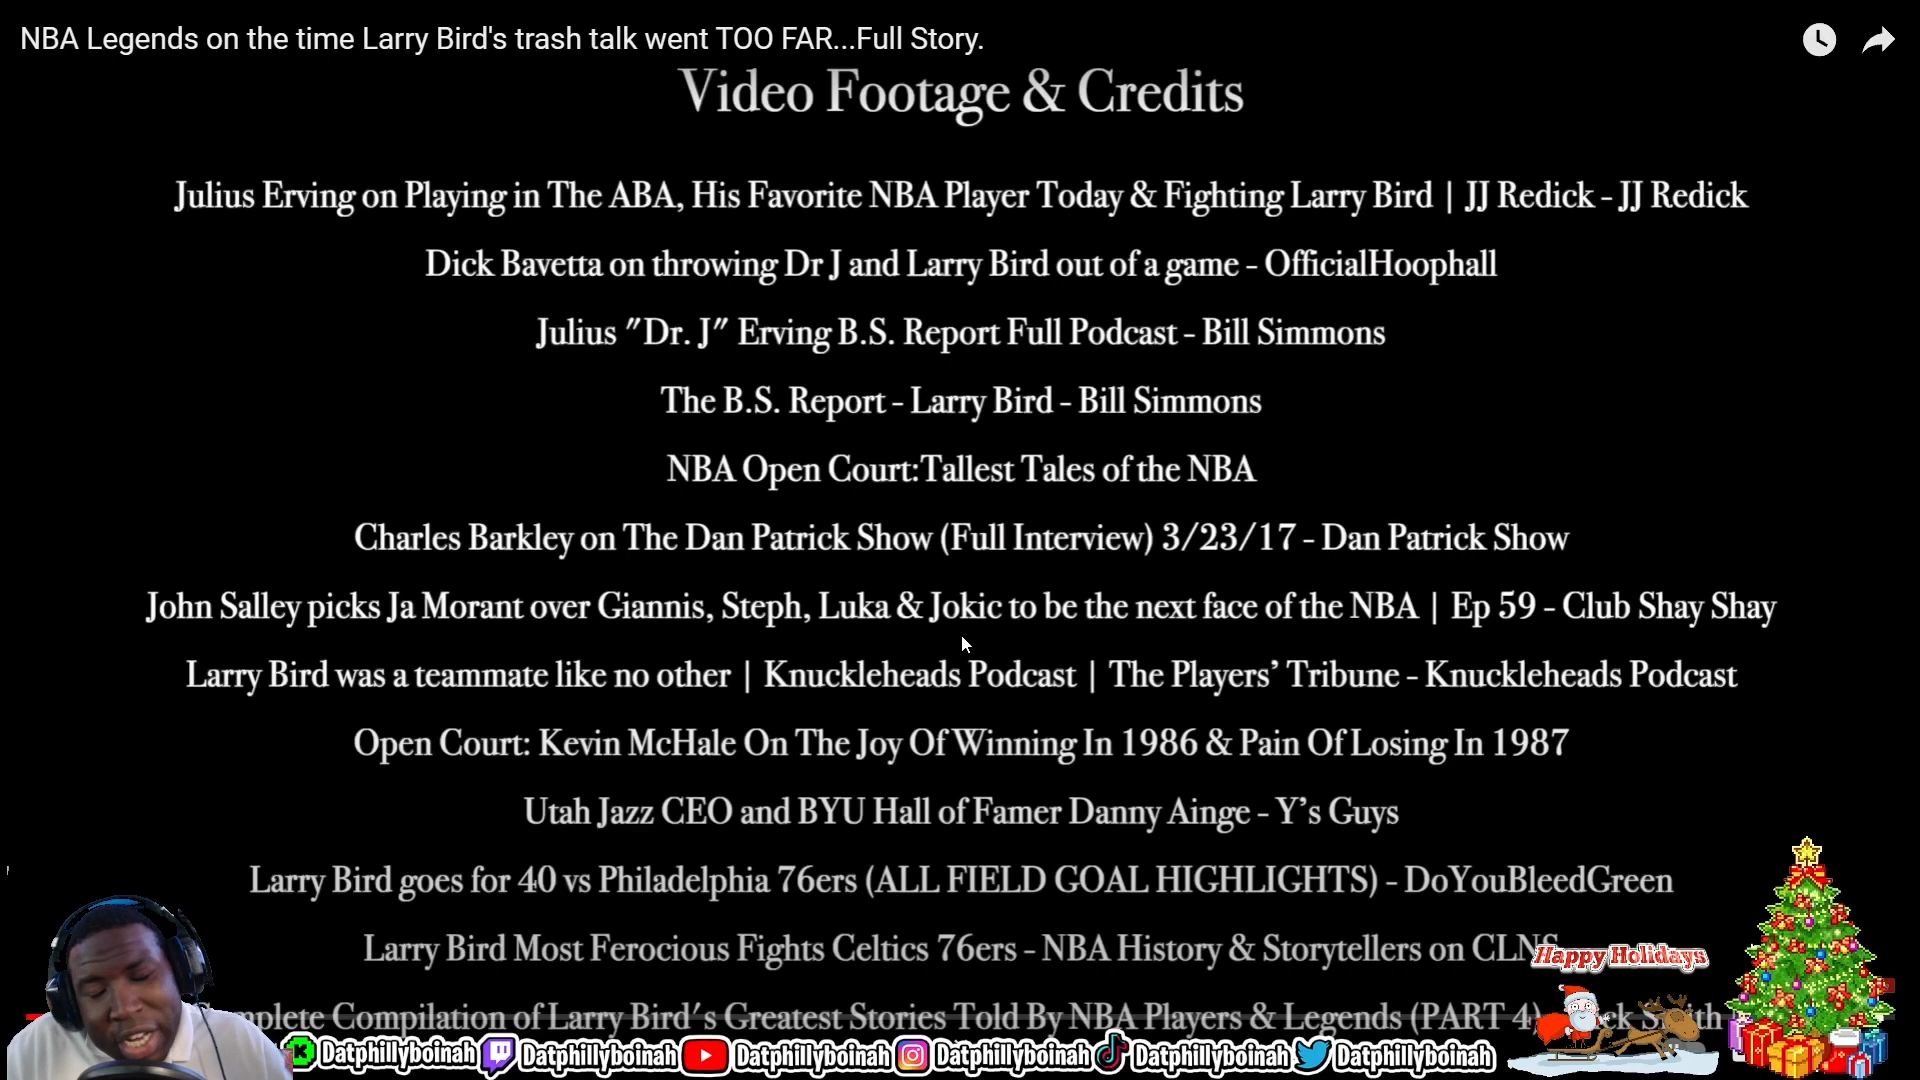 NBA Legends on the time Larry Bird's trash talk went TOO FAR...Full Story.
Video Footage & Credits
Julius Erving on Playing in The ABA, His Favorite NBA Player Today & Fighting Larry Bird | JJ Redick - JJ Redick
Dick Bavetta on throwing Dr J and Larry Bird out of a game - OfficialHoophall
Julius "Dr. J" Erving B.S. Report Full Podcast - Bill Simmons
The B.S. Report - Larry Bird - Bill Simmons
NBA Open Court:Tallest Tales of the NBA
Charles Barkley on The Dan Patrick Show (Full Interview) 3/23/17 - Dan Patrick Show
John Salley picks Ja Morant over Giannis, Steph, Luka & Jokic to be the next face of the NBA | Ep 59 - Club Shay Shay
Larry Bird was a teammate like no other | Knuckleheads Podcast | The Players’ Tribune - Knuckleheads Podcast
Open Court: Kevin McHale On The Joy Of Winning In 1986 & Pain Of Losing In 1987
Utah Jazz CEO and BYU Hall of Famer Danny Ainge - Y’s Guys
Larry Bird goes for 40 vs Philadelphia 76ers (ALL FIELD GOAL HIGHLIGHTS) - DoYouBleedGreen
Larry Bird Most Ferocious Fights Celtics 76ers - NBA History & Storytellers on CLNS
Happy Holidays
Compilation of Larry Bird's Greatest Stories Told By NBA Players & Legends (PART 4)
Datphillyboinah Datphillyboinah Datphillyboinah Datphillyboinah Datphillyboinah Datphillyboinah